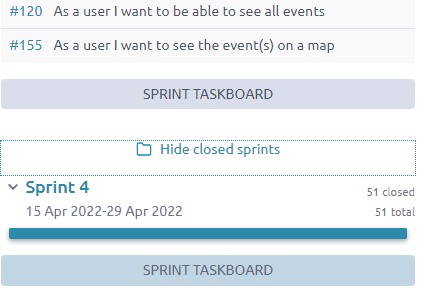 #120 As a user I want to be able to see all events
#155 As a user I want to see the event(s) on a map
SPRINT TASKBOARD
Hide closed sprints
Sprint 4
51 closed
15 Apr 2022-29 Apr 2022
51 total
SPRINT TASKBOARD